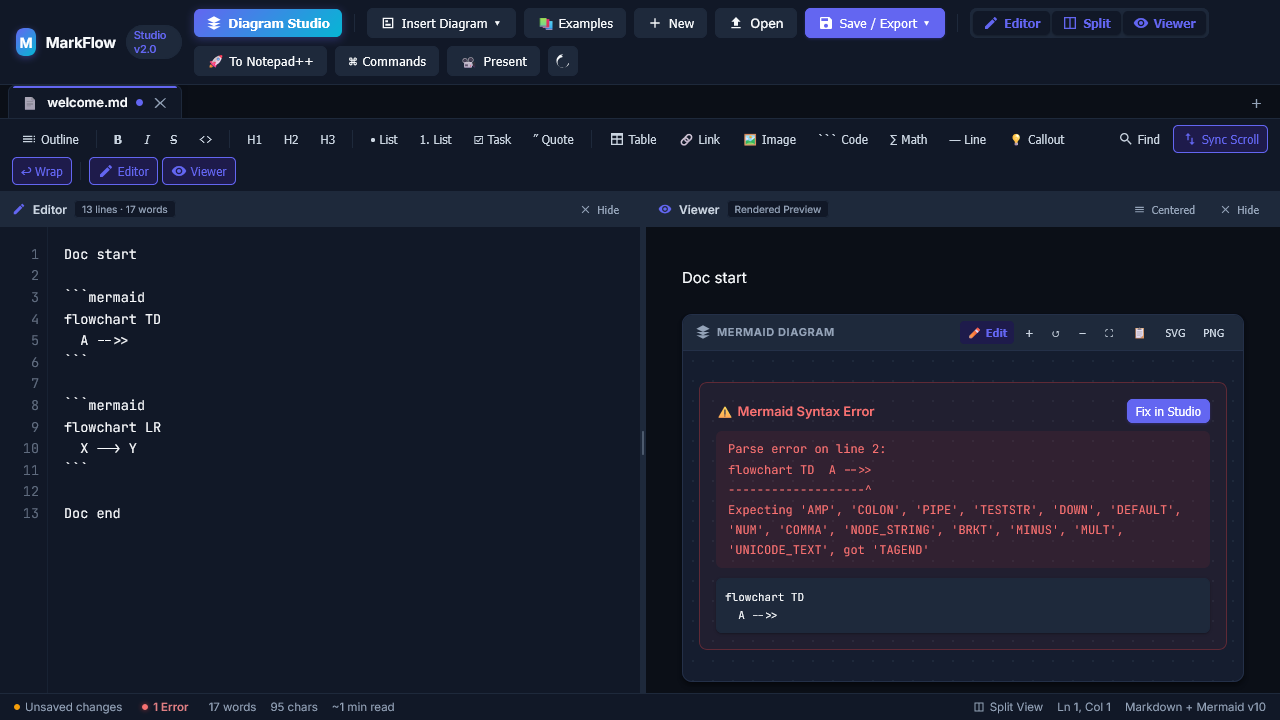 M MarkFlow Studio v2.0 Diagram Studio Insert Diagram ▾ Examples + New Open Save / Export ▾ Editor Split Viewer
To Notepad++ ⌘ Commands Present
welcome.md
Outline B I S <> H1 H2 H3 • List 1. List ☑ Task " Quote Table Link Image ``` Code ∑ Math — Line Callout Find Sync Scroll
↩ Wrap Editor Viewer
Editor 13 lines · 17 words Hide
Viewer Rendered Preview Centered Hide
1 Doc start
2
3 ```mermaid
4 flowchart TD
5 A -->>
6 ```
7
8 ```mermaid
9 flowchart LR
10 X --> Y
11 ```
12
13 Doc end
Doc start
MERMAID DIAGRAM Edit + ↺ − ⛶ SVG PNG
⚠️ Mermaid Syntax Error Fix in Studio
Parse error on line 2:
flowchart TD  A -->>
-------------------^
Expecting 'AMP', 'COLON', 'PIPE', 'TESTSTR', 'DOWN', 'DEFAULT',
'NUM', 'COMMA', 'NODE_STRING', 'BRKT', 'MINUS', 'MULT',
'UNICODE_TEXT', got 'TAGEND'
flowchart TD
A -->>
Unsaved changes 1 Error 17 words 95 chars ~1 min read Split View Ln 1, Col 1 Markdown + Mermaid v10